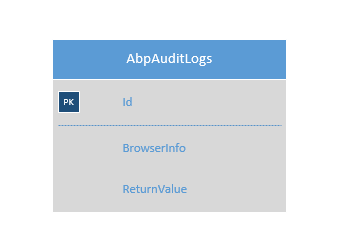 AbpAuditLogs
PK Id
BrowserInfo
ReturnValue